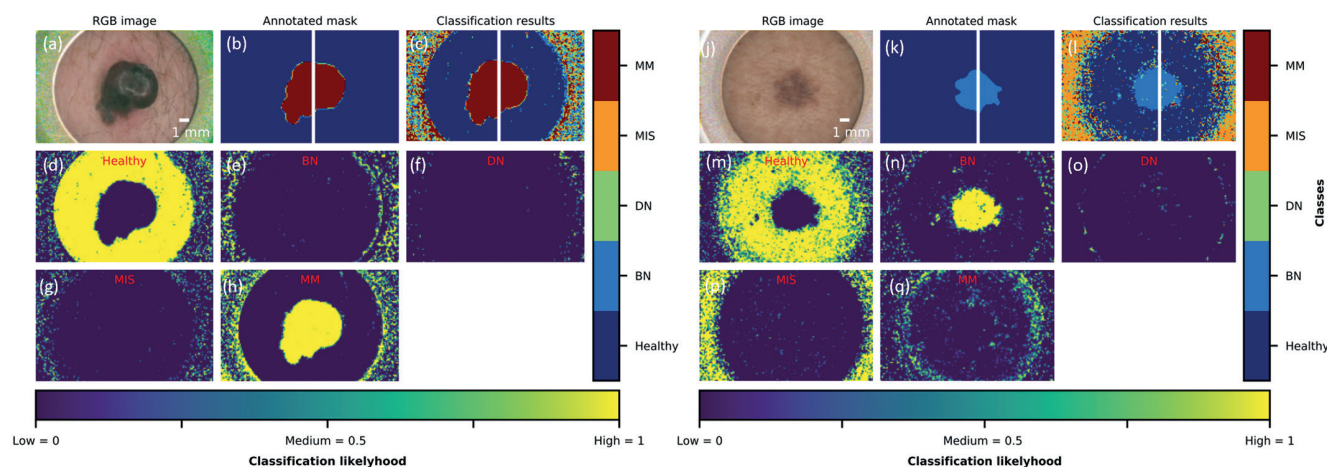 RGB image Annotated mask Classification results
(a) (b) (c)
1 mm
(d) Healthy (e) BN (f) DN
(g) MIS (h) MM
MM
MIS
DN
BN
Healthy
Low = 0 Medium = 0.5 High = 1
Classification likelyhood
RGB image Annotated mask Classification results
(j) (k) (l)
1 mm
(m) Healthy (n) BN (o) DN
(p) MIS (q) MM
MM
MIS
DN
BN
Healthy
Classes
Low = 0 Medium = 0.5 High = 1
Classification likelyhood